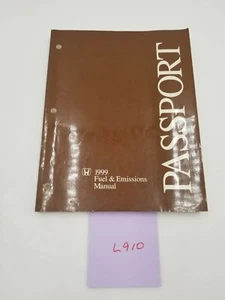 PASSPORT
1999
Fuel & Emissions
Manual
L910